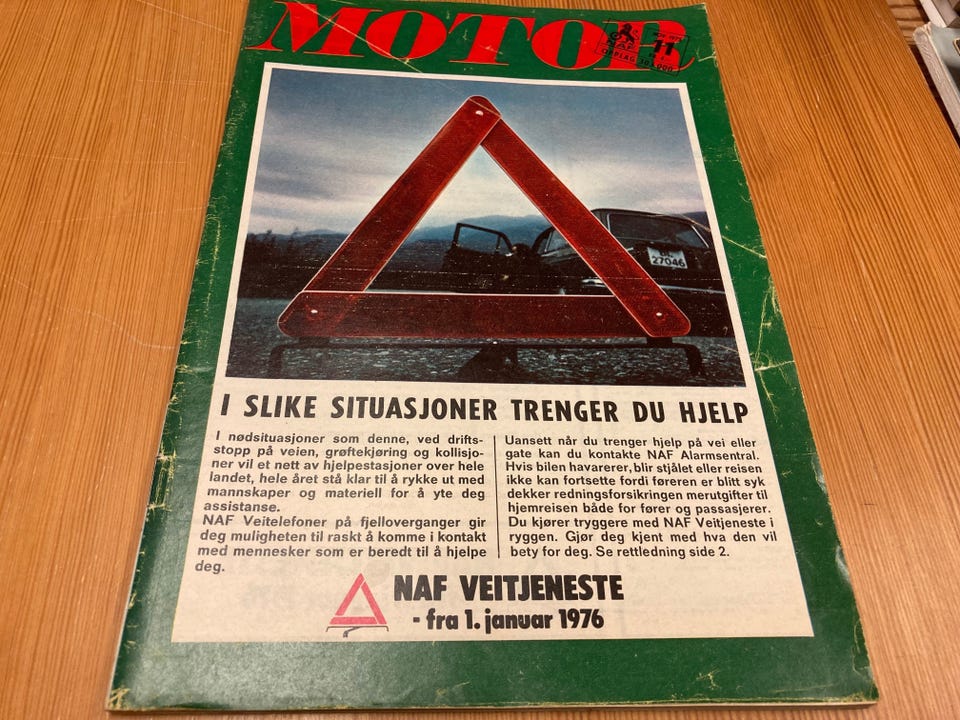 MOTOR
NAF
11
OPPLAG 303.000
27046
I SLIKE SITUASJONER TRENGER DU HJELP
I nødsituasjoner som denne, ved drifts-
stopp på veien, grøftekjøring og kollisjo-
ner vil et nett av hjelpestasjoner over hele
landet, hele året stå klar til å rykke ut med
mannskaper og materiell for å yte deg
assistanse.
NAF Veitelefoner på fjelloverganger gir
deg muligheten til raskt å komme i kontakt
med mennesker som er beredt til å hjelpe
deg.
Uansett når du trenger hjelp på vei eller
gate kan du kontakte NAF Alarmsentral.
Hvis bilen havarerer, blir stjålet eller reisen
ikke kan fortsette fordi føreren er blitt syk
dekker redningsforsikringen merutgifter til
hjemreisen både for fører og passasjerer.
Du kjører tryggere med NAF Veitjeneste i
ryggen. Gjør deg kjent med hva den vil
bety for deg. Se rettledning side 2.
NAF VEITJENESTE
- fra 1. januar 1976